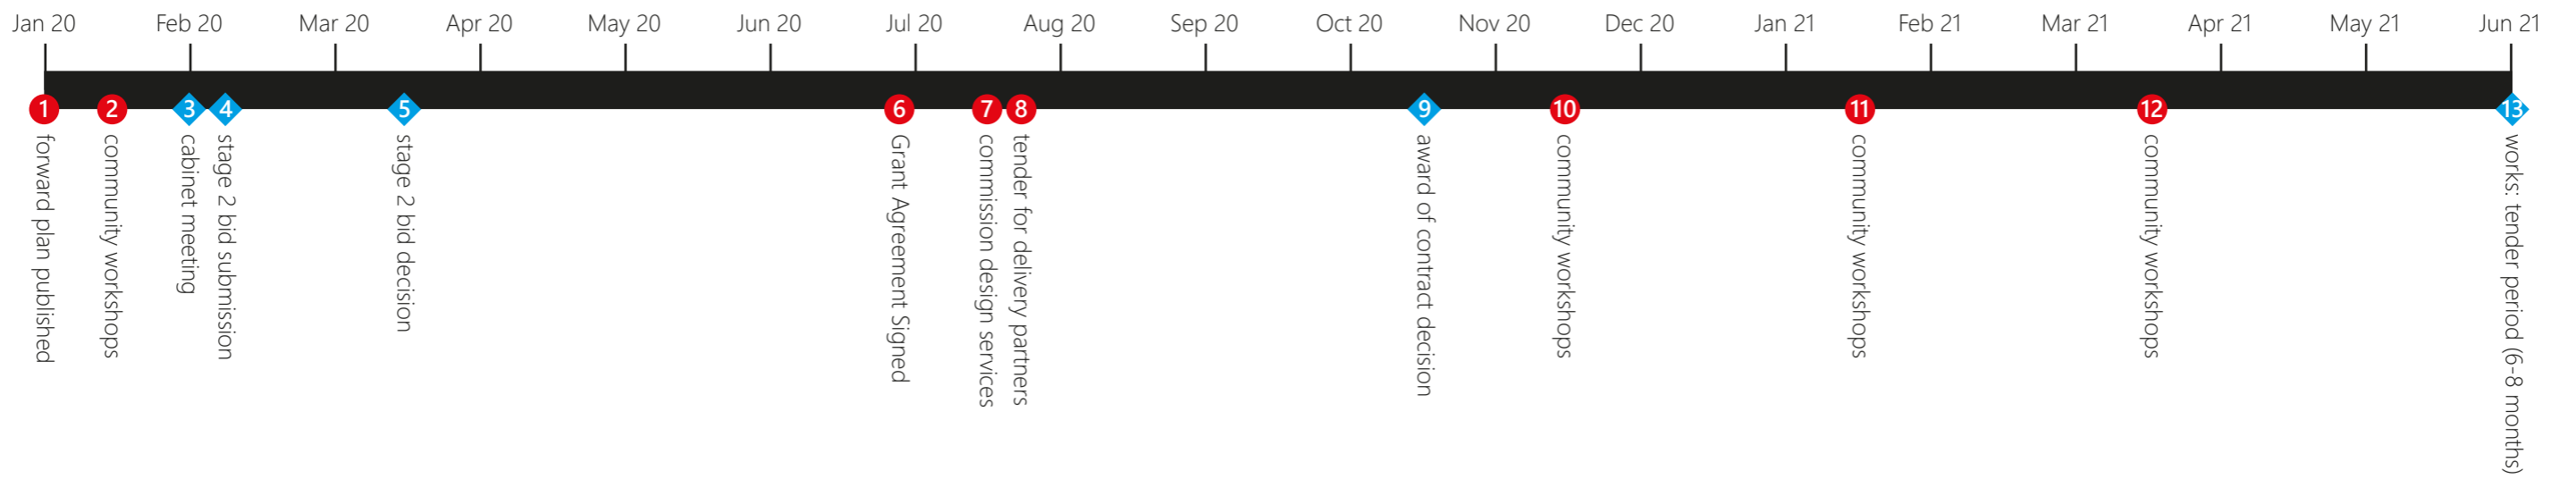 Jan 20 Feb 20 Mar 20 Apr 20 May 20 Jun 20 Jul 20 Aug 20 Sep 20 Oct 20 Nov 20 Dec 20 Jan 21 Feb 21 Mar 21 Apr 21 May 21 Jun 21
1 2 3 4 5 6 7 8 9 10 11 12 13
forward plan published
community workshops
cabinet meeting
stage 2 bid submission
stage 2 bid decision
Grant Agreement Signed
commission design services
tender for delivery partners
award of contract decision
community workshops
community workshops
community workshops
works: tender period (6-8 months)